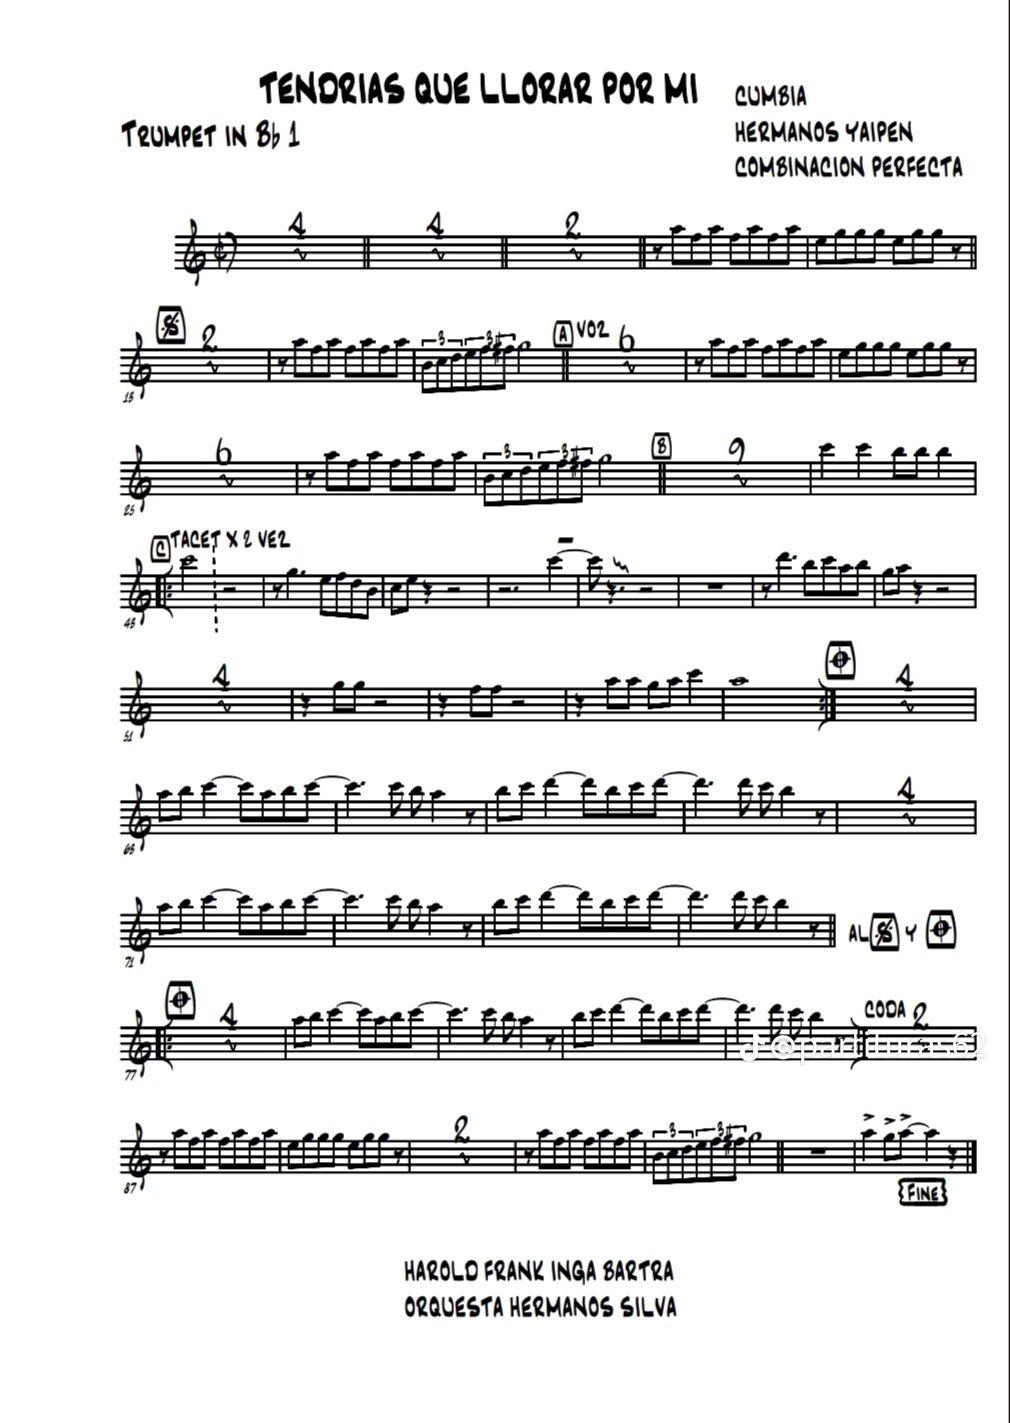 TENDRIAS QUE LLORAR POR MI
CUMBIA
TRUMPET IN B♭ 1
HERMANOS YAIPEN
COMBINACION PERFECTA
4 4 2
2 3 3 A VOZ 6
13
6 3 3 B 9
25
C TACET X 2 VEZ
43
4 4
51
4
63
71
AL Y
4 CODA 2
77
@partituras62
2 3 3
87
FINE
HAROLD FRANK INGA BARTRA
ORQUESTA HERMANOS SILVA